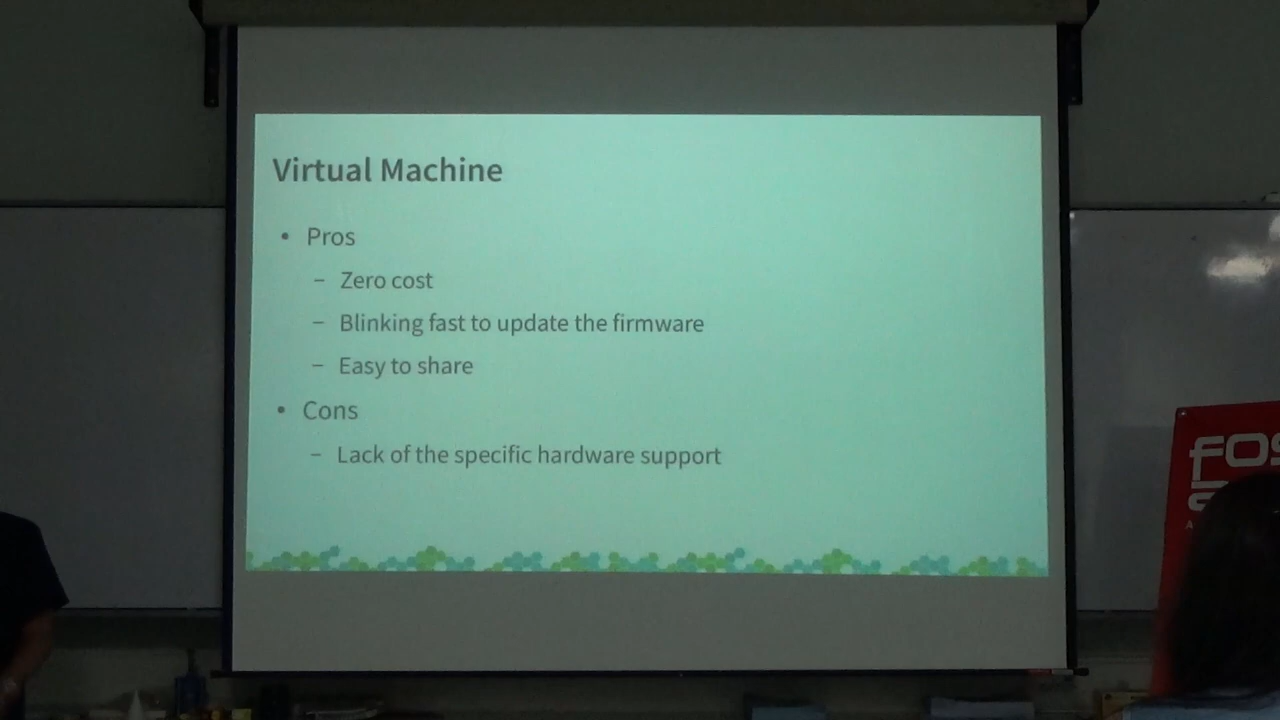 Virtual Machine
• Pros
– Zero cost
– Blinking fast to update the firmware
– Easy to share
• Cons
– Lack of the specific hardware support